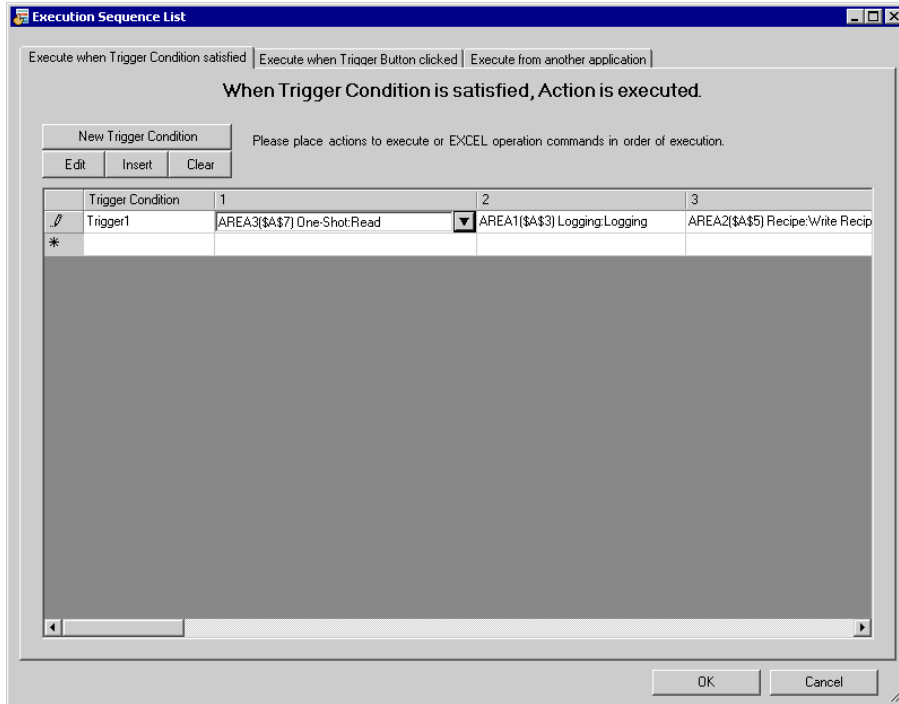 Execution Sequence List
Execute when Trigger Condition satisfied Execute when Trigger Button clicked Execute from another application
When Trigger Condition is satisfied, Action is executed.
New Trigger Condition
Please place actions to execute or EXCEL operation commands in order of execution.
Edit Insert Clear
Trigger Condition 1 2 3
Trigger1 AREA3($A$7) One-Shot:Read AREA1($A$3) Logging:Logging AREA2($A$5) Recipe:Write Recip
OK Cancel